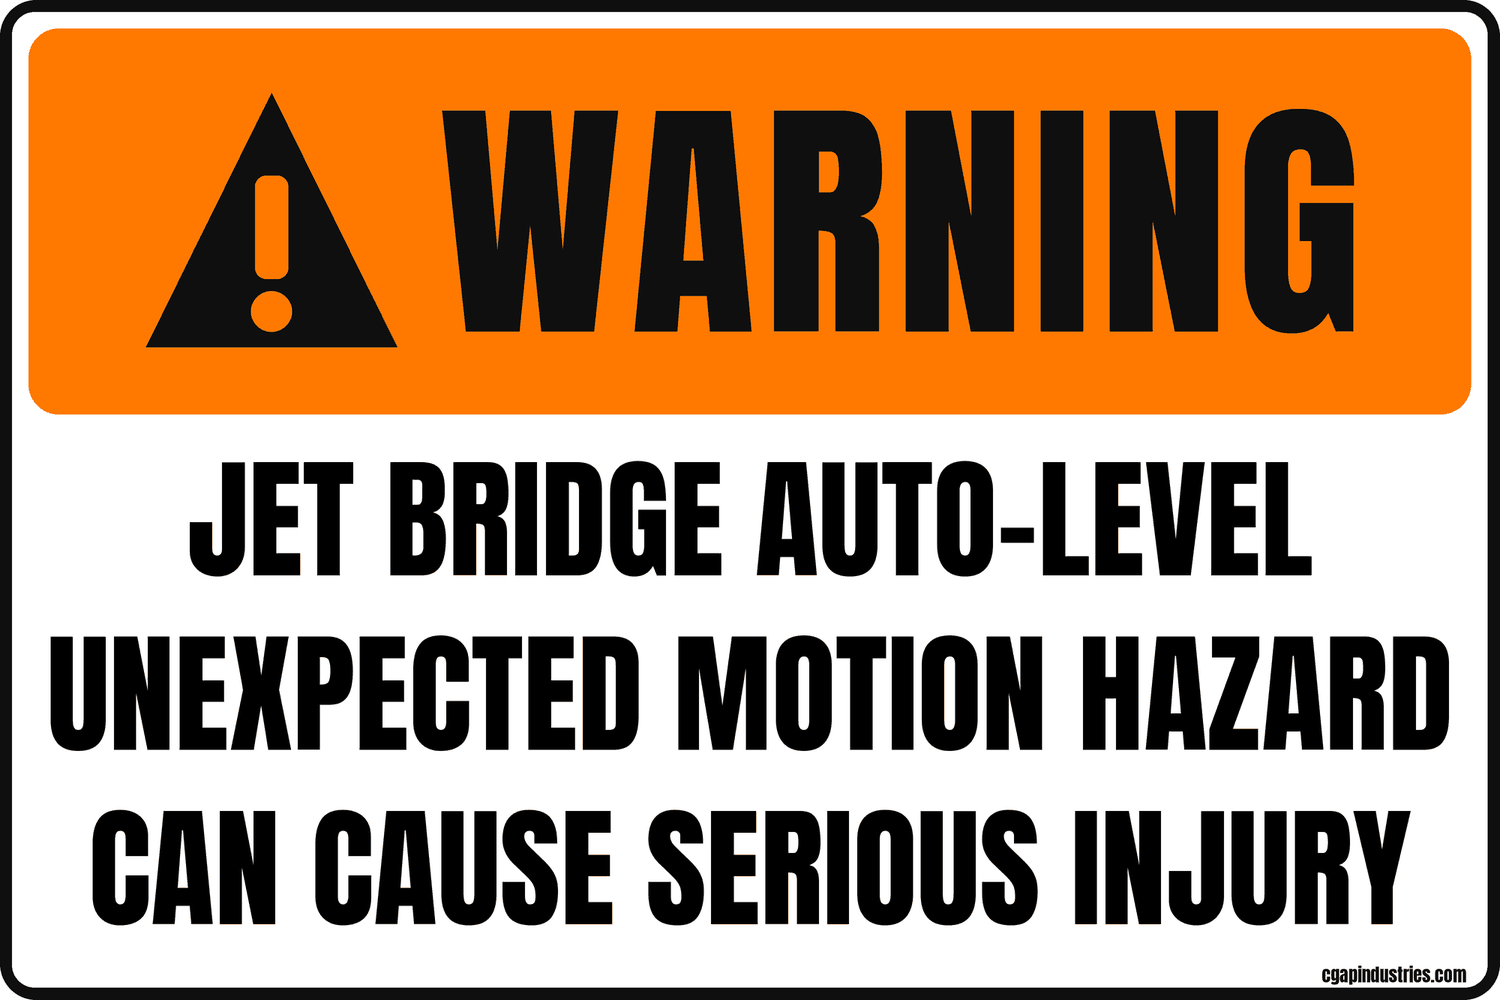 WARNING
JET BRIDGE AUTO-LEVEL
UNEXPECTED MOTION HAZARD
CAN CAUSE SERIOUS INJURY
cgapindustries.com